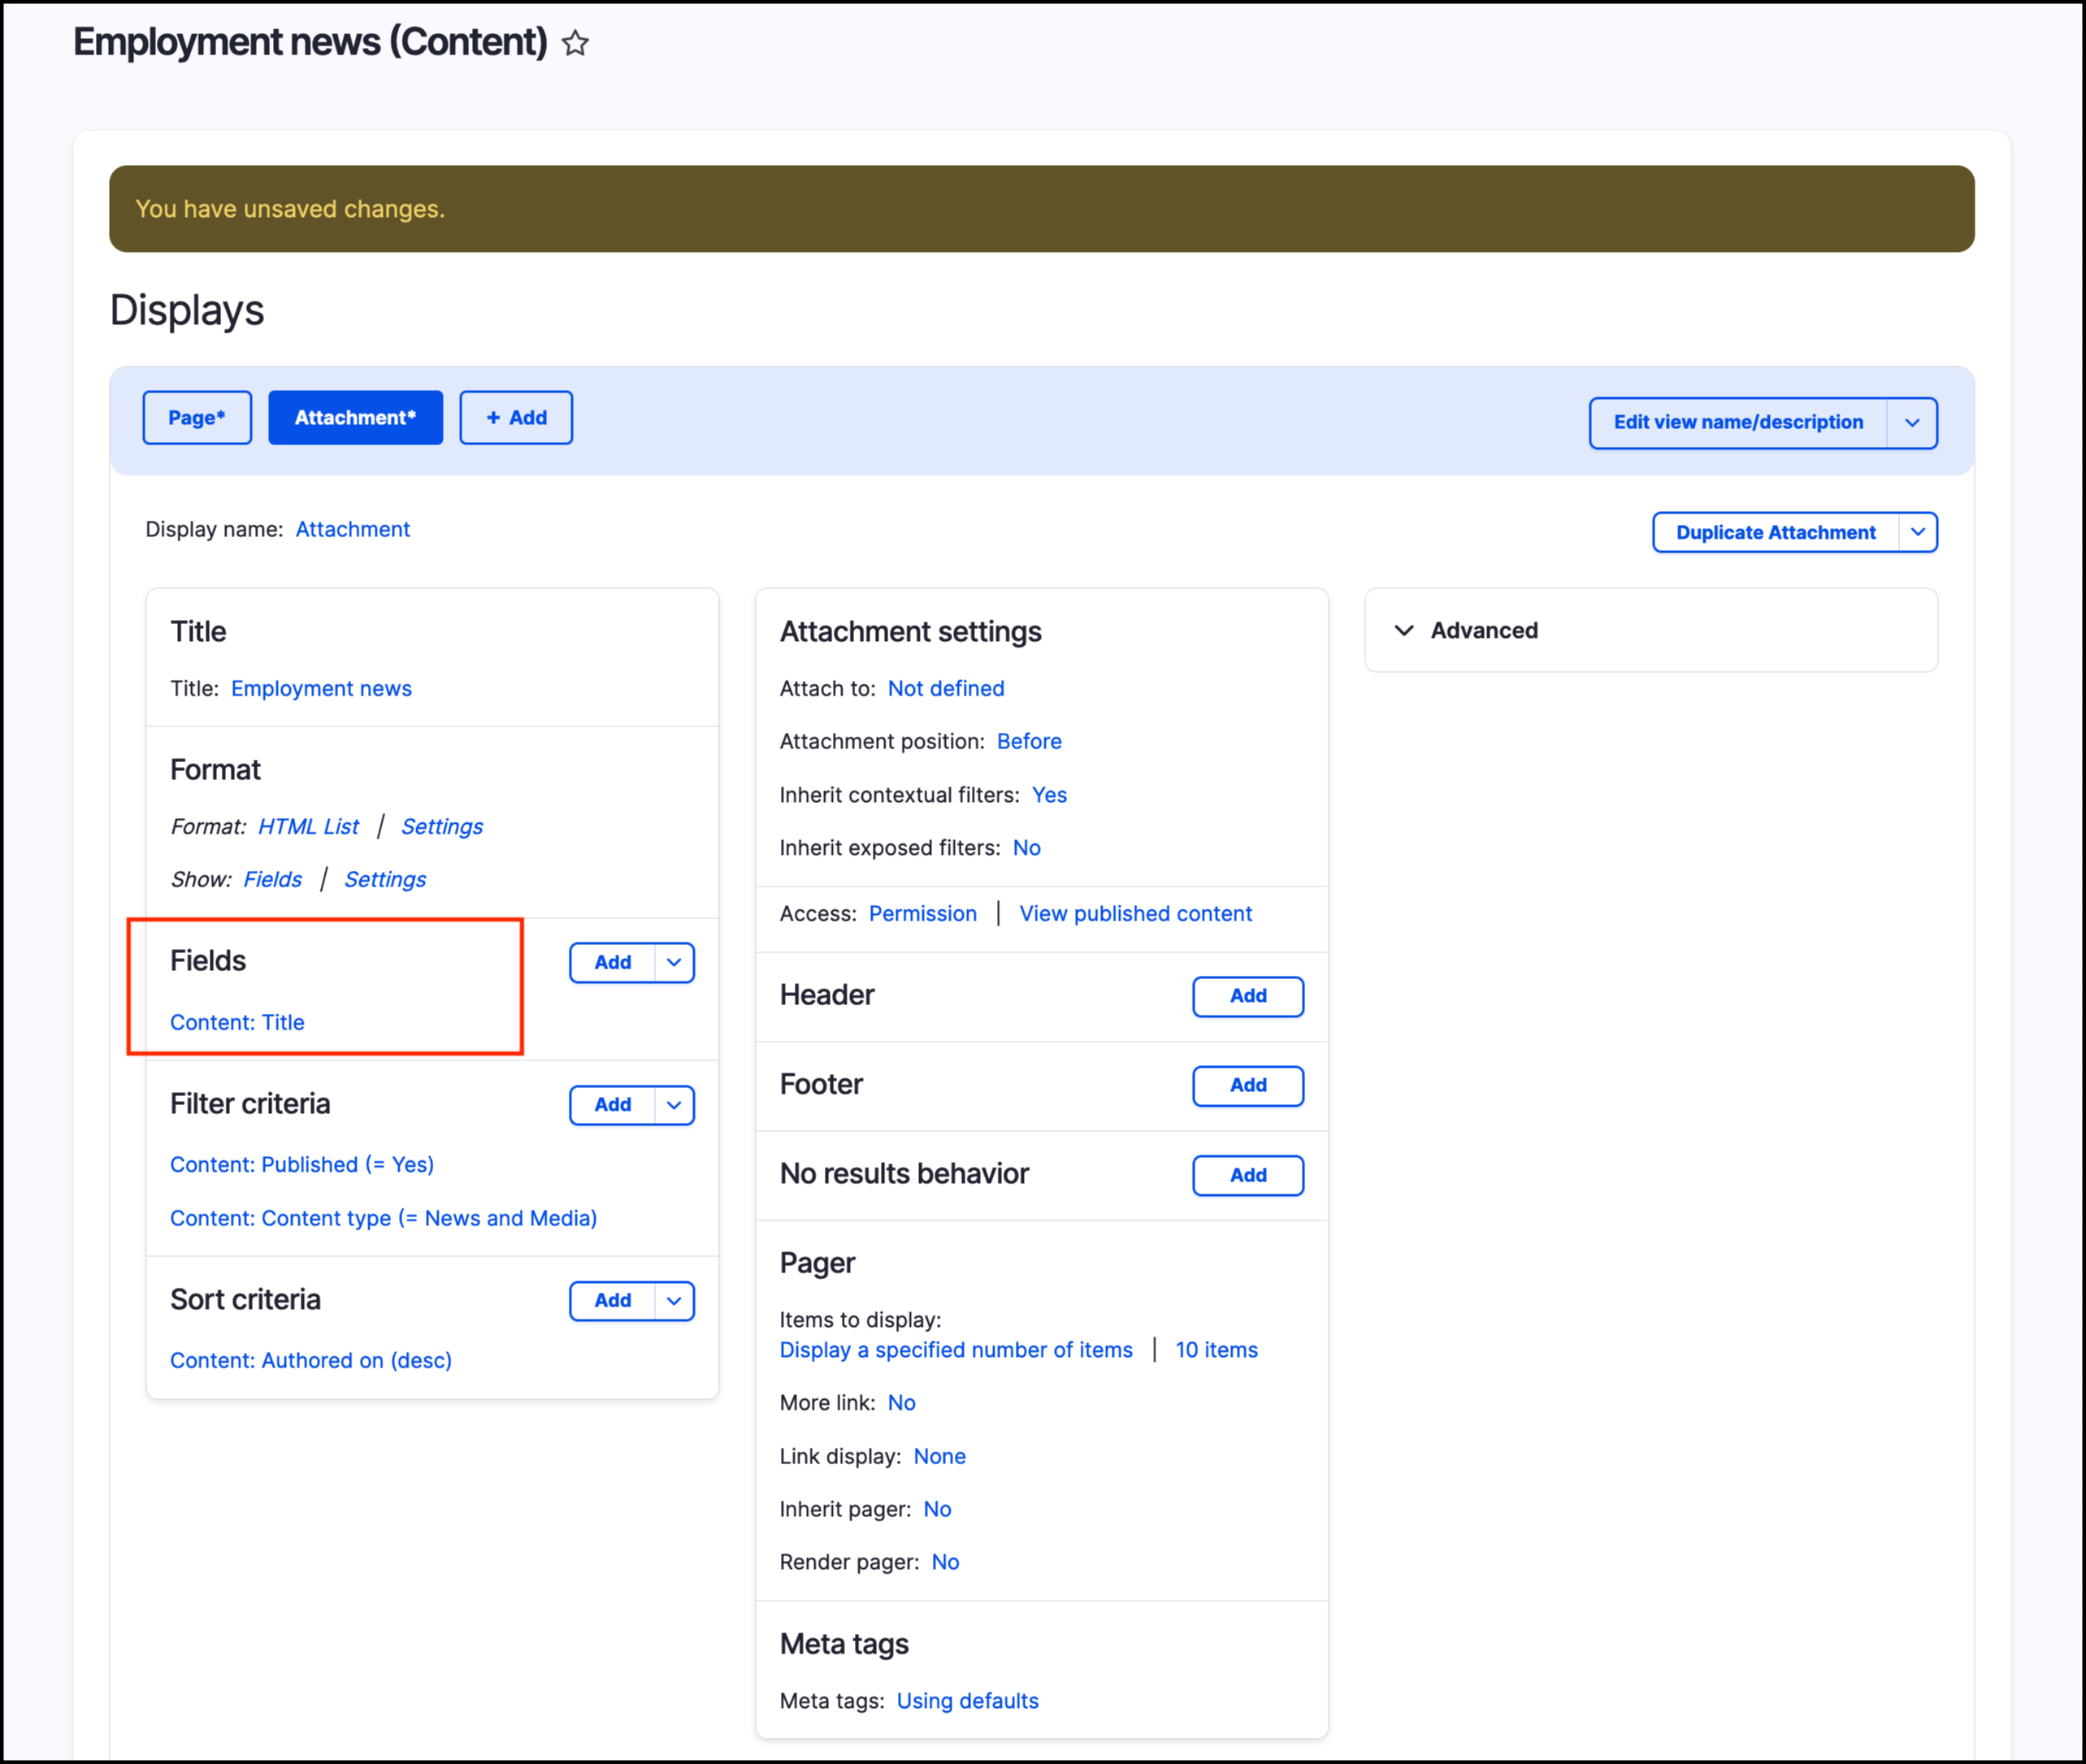 Employment news (Content)
You have unsaved changes.
Displays
Page*
Attachment*
+ Add
Edit view name/description
Display name: Attachment
Duplicate Attachment
Title
Title: Employment news
Format
Format: HTML List | Settings
Show: Fields | Settings
Fields
Add
Content: Title
Filter criteria
Add
Content: Published (= Yes)
Content: Content type (= News and Media)
Sort criteria
Add
Content: Authored on (desc)
Attachment settings
Attach to: Not defined
Attachment position: Before
Inherit contextual filters: Yes
Inherit exposed filters: No
Access: Permission | View published content
Header
Add
Footer
Add
No results behavior
Add
Pager
Items to display:
Display a specified number of items | 10 items
More link: No
Link display: None
Inherit pager: No
Render pager: No
Meta tags
Meta tags: Using defaults
Advanced